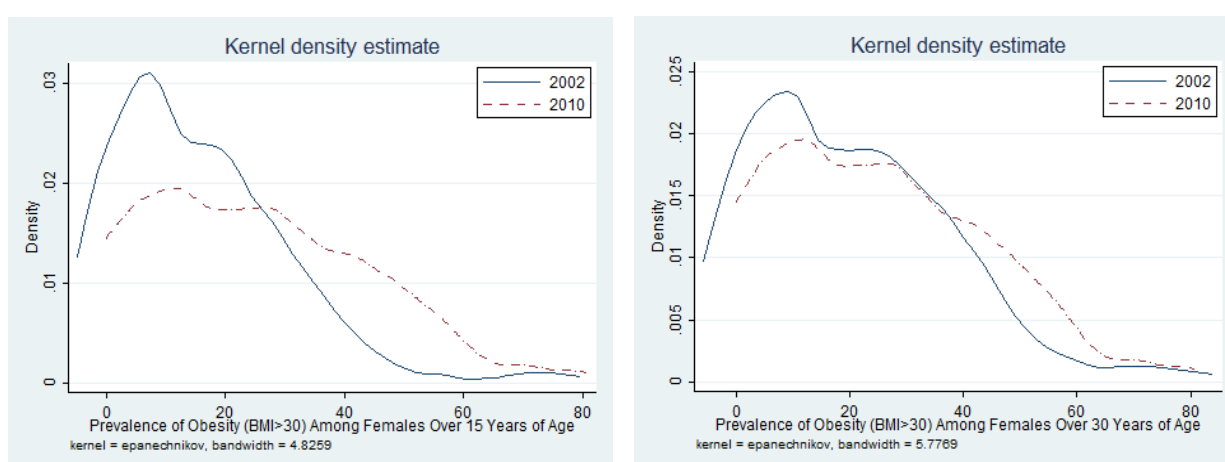 Kernel density estimate
2002
2010
Density
.03
.02
.01
0
0 20 40 60 80
Prevalence of Obesity (BMI>30) Among Females Over 15 Years of Age
kernel = epanechnikov, bandwidth = 4.8259
Kernel density estimate
2002
2010
Density
.025
.02
.015
.01
.005
0
0 20 40 60 80
Prevalence of Obesity (BMI>30) Among Females Over 30 Years of Age
kernel = epanechnikov, bandwidth = 5.7769